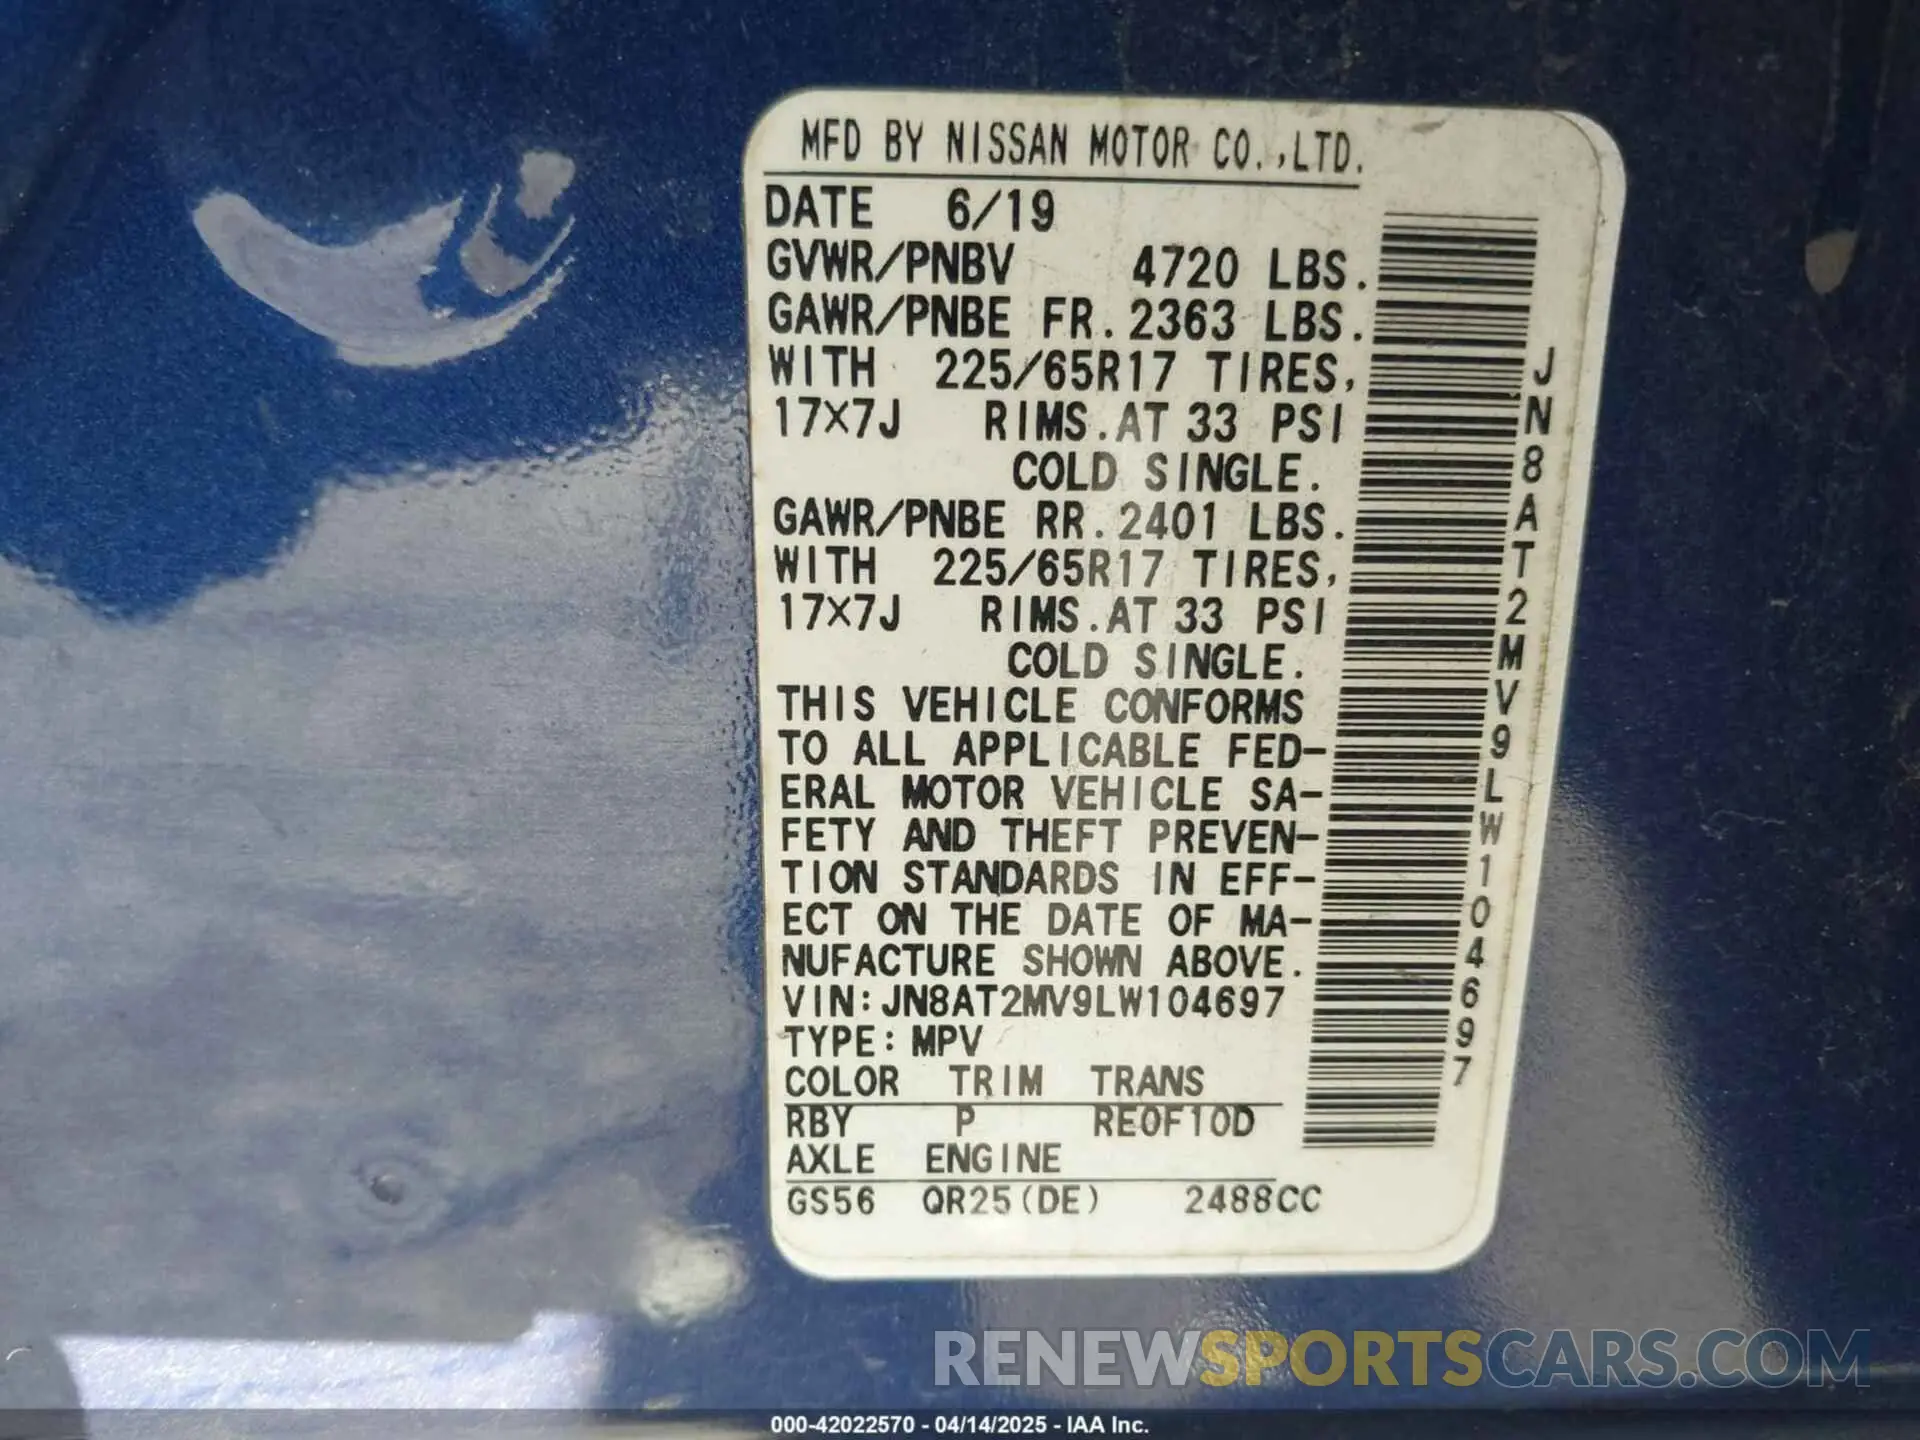 MFD BY NISSAN MOTOR CO.,LTD.
DATE 6/19
GVWR/PNBV 4720 LBS.
GAWR/PNBE FR. 2363 LBS.
WITH 225/65R17 TIRES,
17X7J RIMS.AT 33 PSI
COLD SINGLE.
GAWR/PNBE RR. 2401 LBS.
WITH 225/65R17 TIRES,
17X7J RIMS.AT 33 PSI
COLD SINGLE.
THIS VEHICLE CONFORMS
TO ALL APPLICABLE FED-
ERAL MOTOR VEHICLE SA-
FETY AND THEFT PREVEN-
TION STANDARDS IN EFF-
ECT ON THE DATE OF MA-
NUFACTURE SHOWN ABOVE.
VIN:JN8AT2MV9LW104697
TYPE:MPV
COLOR TRIM TRANS
RBY P RE0F10D
AXLE ENGINE
GS56 QR25(DE) 2488CC
JN8AT2MV9LW104697
RENEWSPORTSCARS.COM
000-42022570 - 04/14/2025 - IAA Inc.